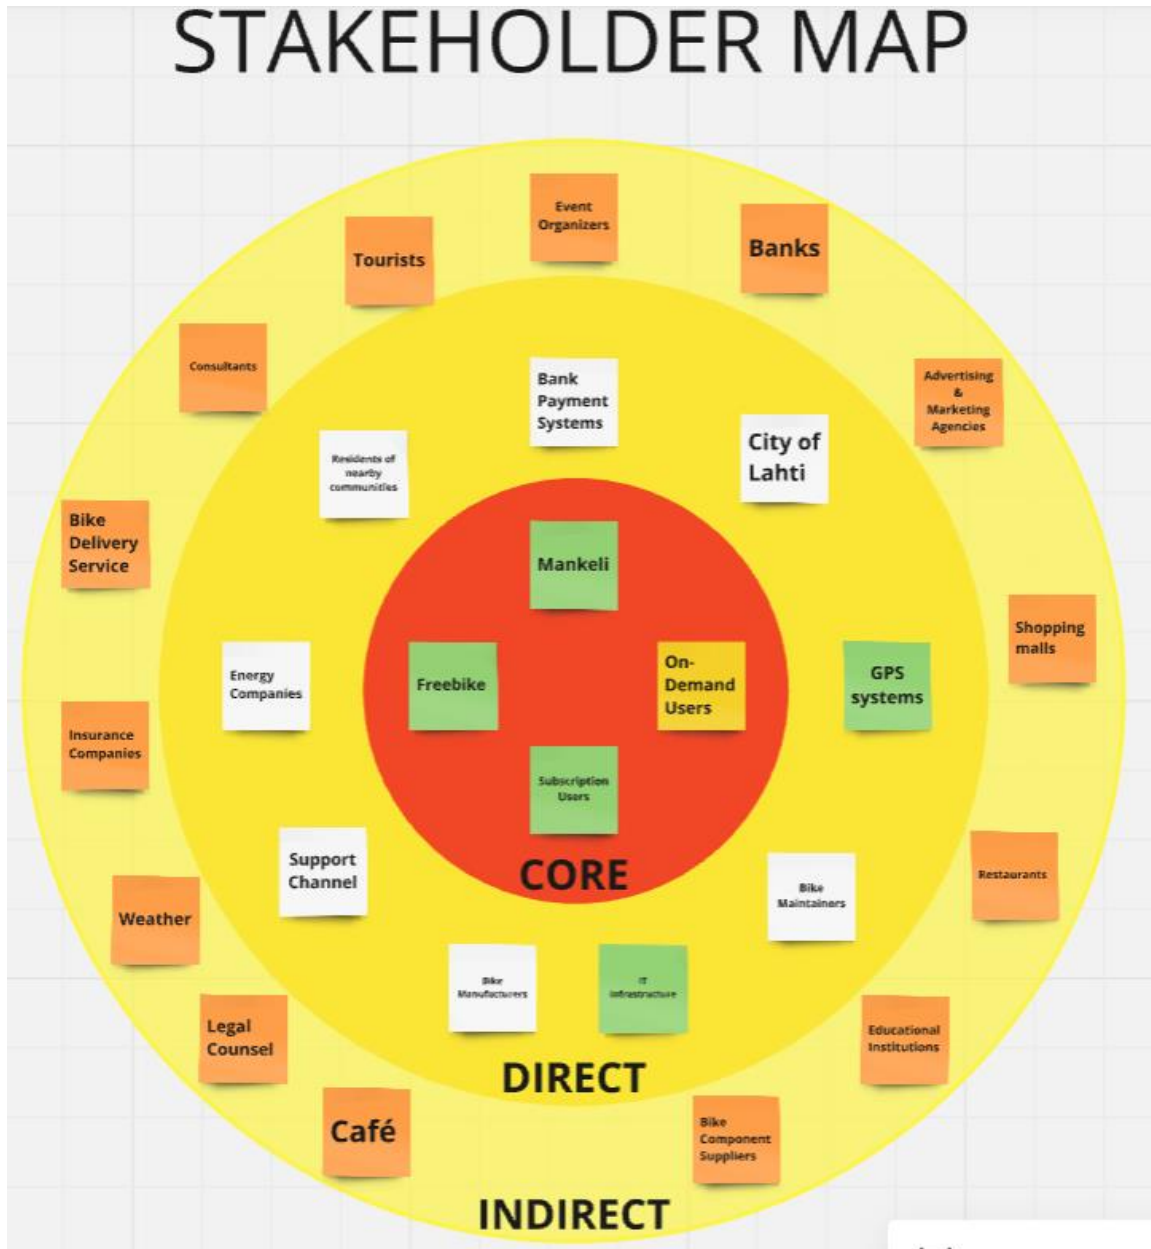 STAKEHOLDER MAP
Event
Organizers
Banks
Tourists
Consultants
Bank
Payment
Systems
Advertising
&
Marketing
Agencies
City of
Lahti
Residents of
nearby
communities
Bike
Delivery
Service
Mankeli
Shopping
malls
Energy
Companies
Freebike
On-
Demand
Users
GPS
systems
Insurance
Companies
Subscription
Users
Support
Channel
CORE
Bike
Maintainers
Restaurants
Weather
Bike
Manufacturers
IT
Infrastructure
Legal
Counsel
Educational
Institutions
DIRECT
Café
Bike
Component
Suppliers
INDIRECT